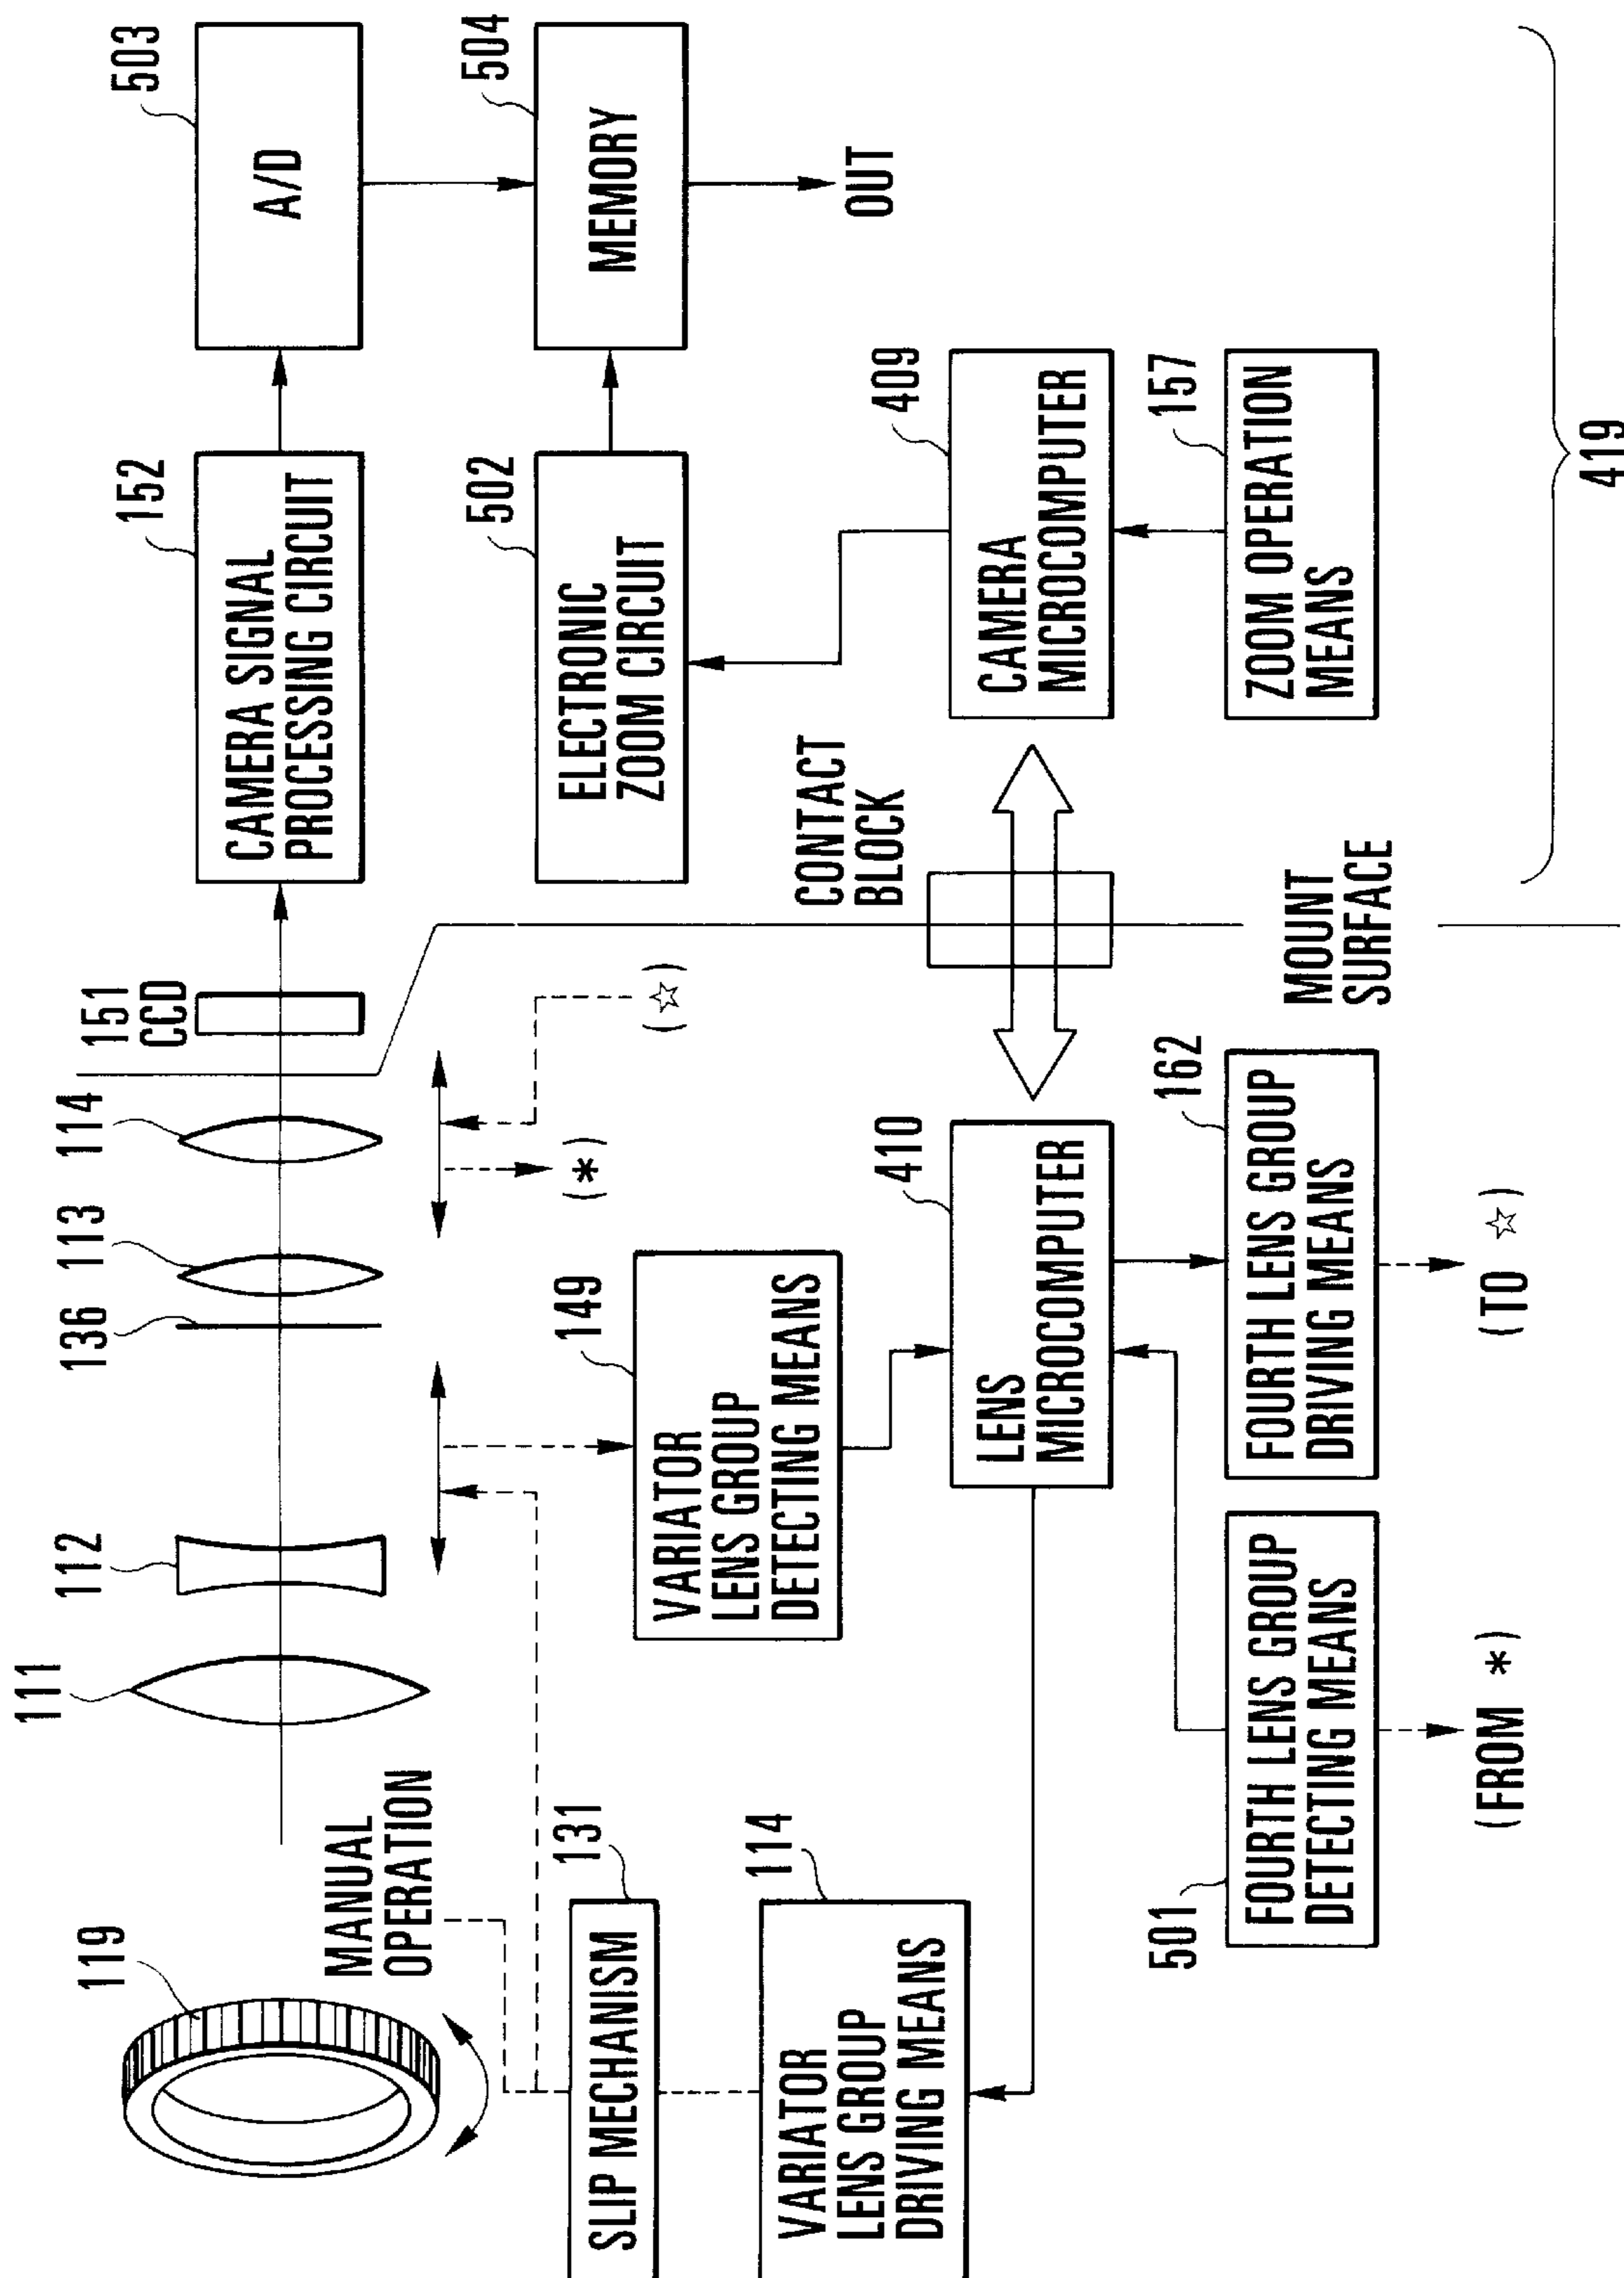 119
MANUAL
OPERATION
111
112
136
113
114
151
CCD
152
CAMERA SIGNAL
PROCESSING CIRCUIT
503
A/D
131
SLIP MECHANISM
149
VARIATOR
LENS GROUP
DETECTING MEANS
(*)
(☆)
502
ELECTRONIC
ZOOM CIRCUIT
504
MEMORY
OUT
114
VARIATOR
LENS GROUP
DRIVING MEANS
410
LENS
MICROCOMPUTER
CONTACT
BLOCK
409
CAMERA
MICROCOMPUTER
501
FOURTH LENS GROUP
DETECTING MEANS
(FROM *)
162
FOURTH LENS GROUP
DRIVING MEANS
(TO ☆)
MOUNT
SURFACE
157
ZOOM OPERATION
MEANS
419